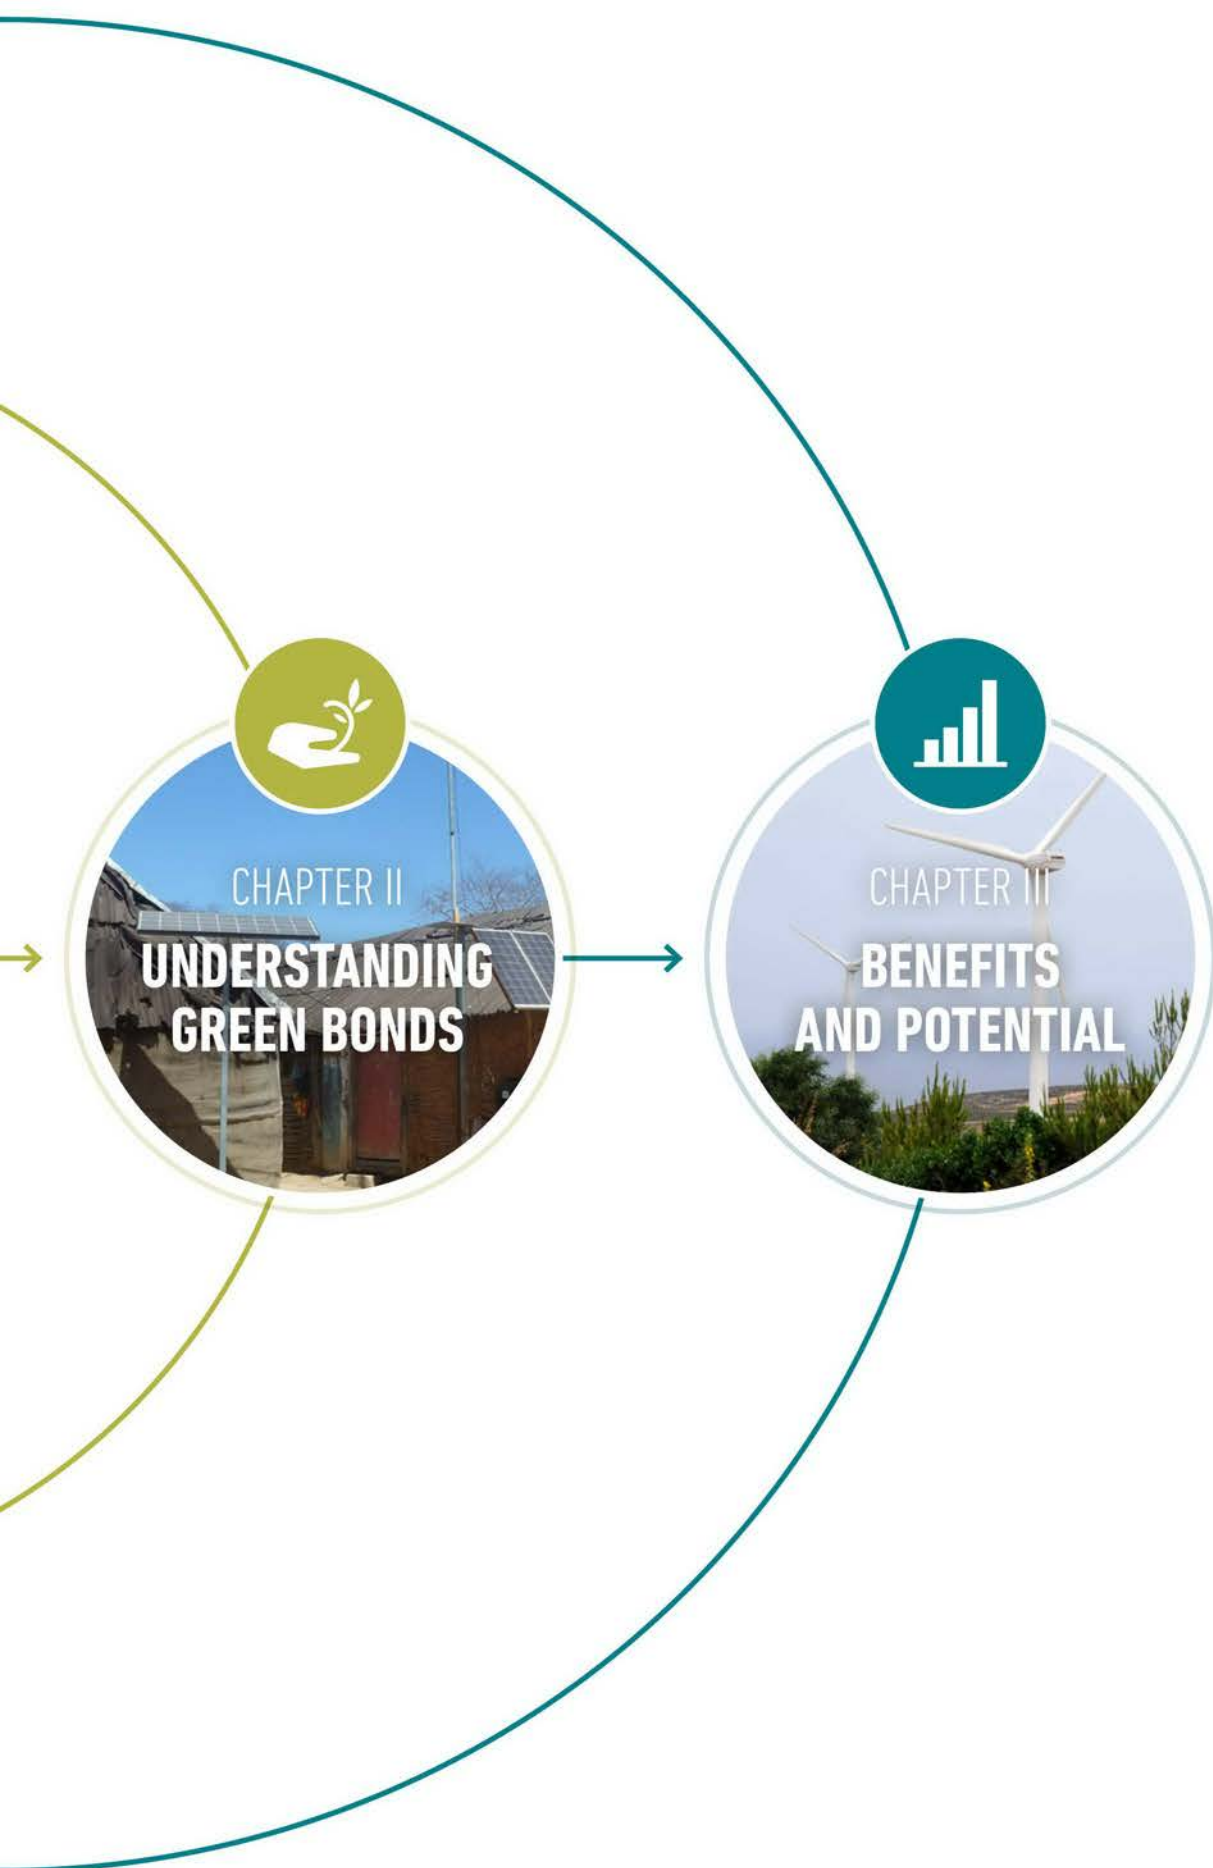 CHAPTER II
UNDERSTANDING
GREEN BONDS
CHAPTER III
BENEFITS
AND POTENTIAL